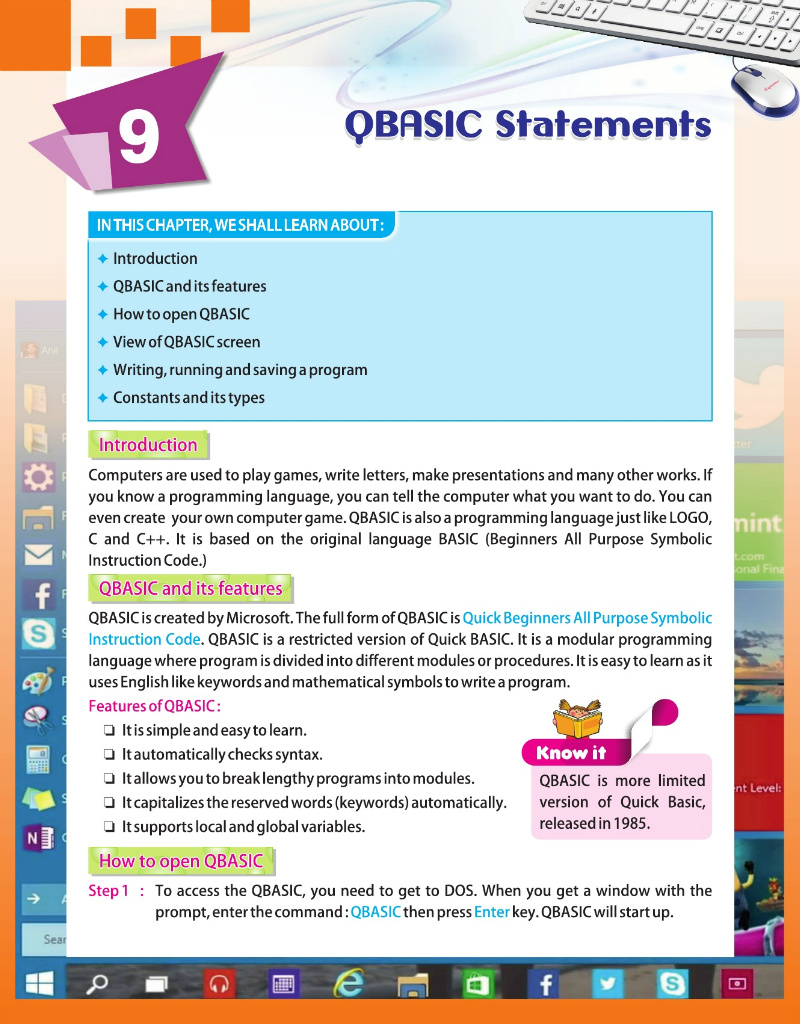 9
QBASIC Statements
IN THIS CHAPTER, WE SHALL LEARN ABOUT :
Introduction
QBASIC and its features
How to open QBASIC
View of QBASIC screen
Writing, running and saving a program
Constants and its types
Introduction
Computers are used to play games, write letters, make presentations and many other works. If
you know a programming language, you can tell the computer what you want to do. You can
even create your own computer game. QBASIC is also a programming language just like LOGO,
C and C++. It is based on the original language BASIC (Beginners All Purpose Symbolic
Instruction Code.)
QBASIC and its features
QBASIC is created by Microsoft. The full form of QBASIC is Quick Beginners All Purpose Symbolic
Instruction Code. QBASIC is a restricted version of Quick BASIC. It is a modular programming
language where program is divided into different modules or procedures. It is easy to learn as it
uses English like keywords and mathematical symbols to write a program.
Features of QBASIC :
❏ It is simple and easy to learn.
❏ It automatically checks syntax.
❏ It allows you to break lengthy programs into modules.
❏ It capitalizes the reserved words (keywords) automatically.
❏ It supports local and global variables.
Know it
QBASIC is more limited
version of Quick Basic,
released in 1985.
How to open QBASIC
Step 1 : To access the QBASIC, you need to get to DOS. When you get a window with the
prompt, enter the command : QBASIC then press Enter key. QBASIC will start up.
Ani
mint
t.com
onal Fina
nt Level:
Sear